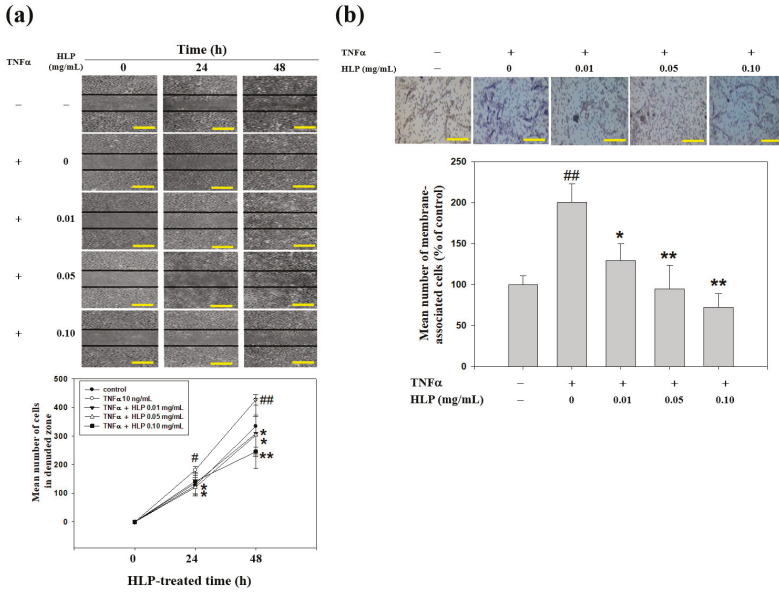 (a)
Time (h)
TNFα HLP (mg/mL) 0 24 48
– –
+ 0
+ 0.01
+ 0.05
+ 0.10
Mean number of cells in denuded zone
500
400
300
200
100
0
control
TNFα 10 ng/mL
TNFα + HLP 0.01 mg/mL
TNFα + HLP 0.05 mg/mL
TNFα + HLP 0.10 mg/mL
#
*
*
##
*
*
**
0 24 48
HLP-treated time (h)
(b)
TNFα – + + + +
HLP (mg/mL) – 0 0.01 0.05 0.10
Mean number of membrane-
associated cells (% of control)
250
200
150
100
50
0
##
*
**
**
TNFα – + + + +
HLP (mg/mL) – 0 0.01 0.05 0.10